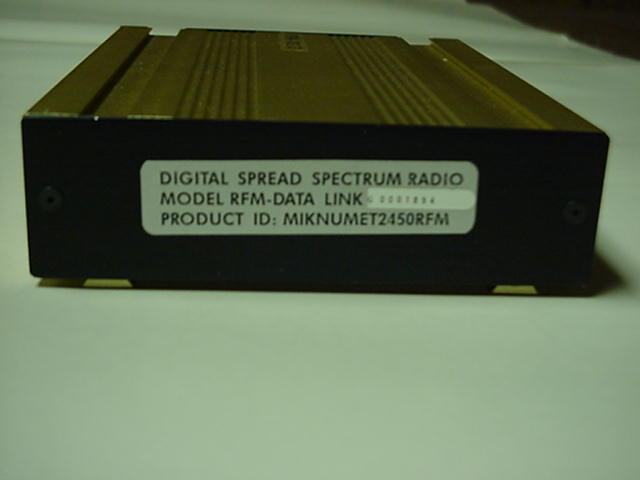 DIGITAL SPREAD SPECTRUM RADIO
MODEL RFM-DATA LINK
PRODUCT ID: MIKNUMET2450RFM